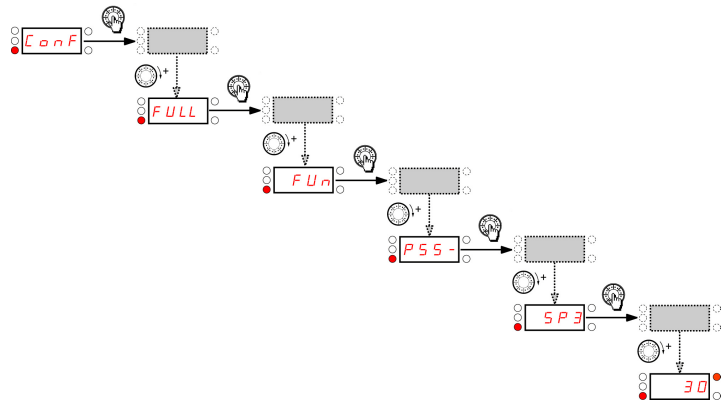 ConF
+
FULL
+
FUn
+
PSS-
+
SP3
+
30